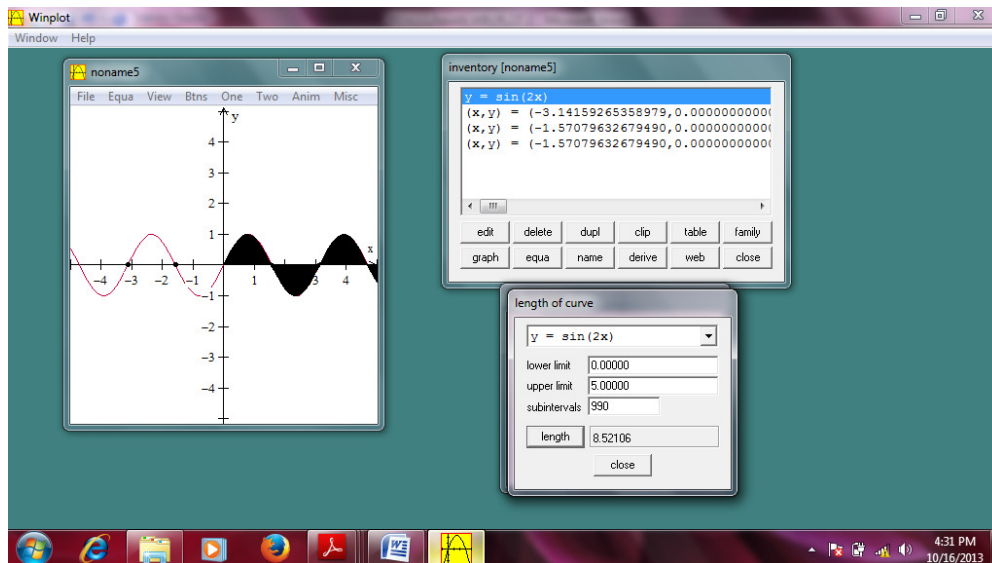 Winplot
Window Help
noname5
File Equa View Btns One Two Anim Misc
y
4
3
2
1
x
-4 -3 -2 -1 1 3 4
-1
-2
-3
-4
inventory [noname5]
y = sin(2x)
(x,y) = (-3.14159265358979,0.0000000000
(x,y) = (-1.57079632679490,0.0000000000
(x,y) = (-1.57079632679490,0.0000000000
edit delete dupl clip table family
graph equa name derive web close
length of curve
y = sin(2x)
lower limit 0.00000
upper limit 5.00000
subintervals 990
length 8.52106
close
4:31 PM
10/16/2013